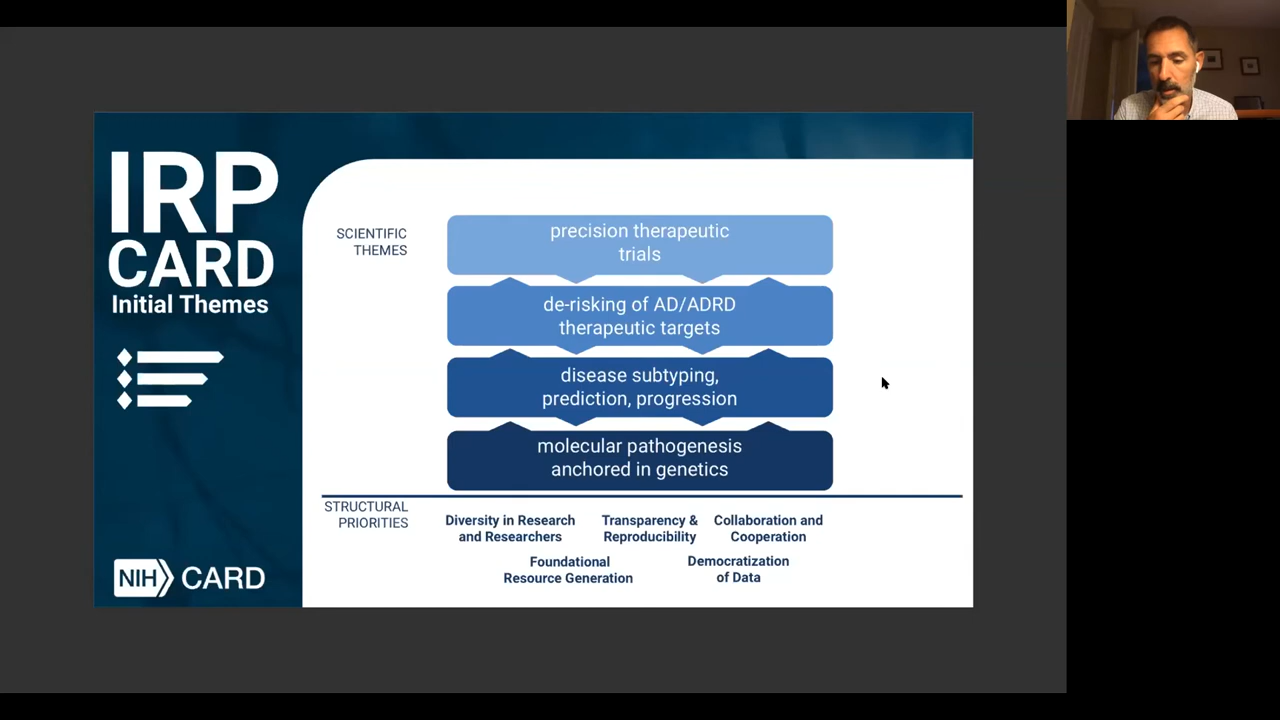 IRP
CARD
Initial Themes
SCIENTIFIC
THEMES
precision therapeutic
trials
de-risking of AD/ADRD
therapeutic targets
disease subtyping,
prediction, progression
molecular pathogenesis
anchored in genetics
STRUCTURAL
PRIORITIES
Diversity in Research
and Researchers
Transparency &
Reproducibility
Collaboration and
Cooperation
Foundational
Resource Generation
Democratization
of Data
NIH CARD